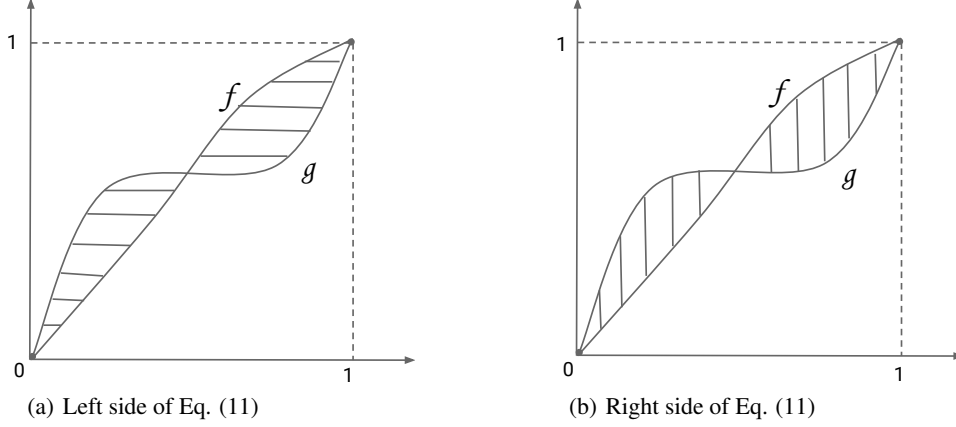 1
f
g
0
1
(a) Left side of Eq. (11)
1
f
g
0
1
(b) Right side of Eq. (11)